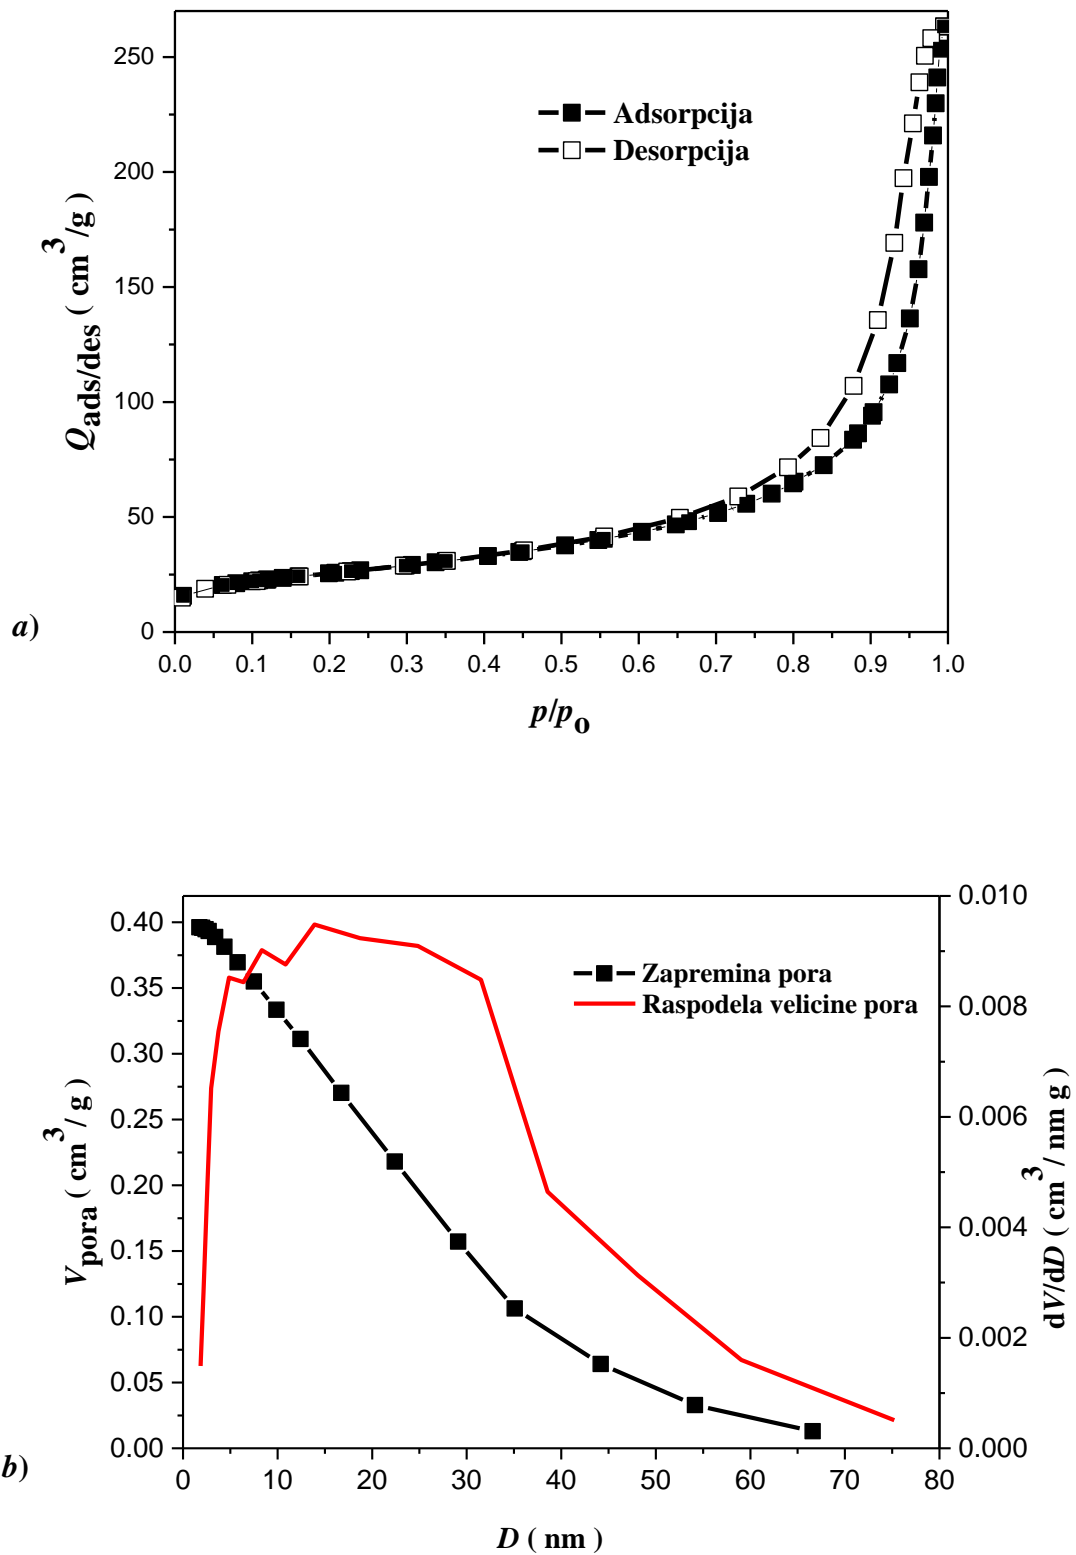 250
200
150
100
50
0
Q ads/des ( cm3/g )
Adsorpcija
Desorpcija
0.0 0.1 0.2 0.3 0.4 0.5 0.6 0.7 0.8 0.9 1.0
p/po
a)
0.40
0.35
0.30
0.25
0.20
0.15
0.10
0.05
0.00
Vpora ( cm3/ g )
Zapremina pora
Raspodela velicine pora
0.010
0.008
0.006
0.004
0.002
0.000
dV/dD ( cm3/ nm g )
0 10 20 30 40 50 60 70 80
D ( nm )
b)